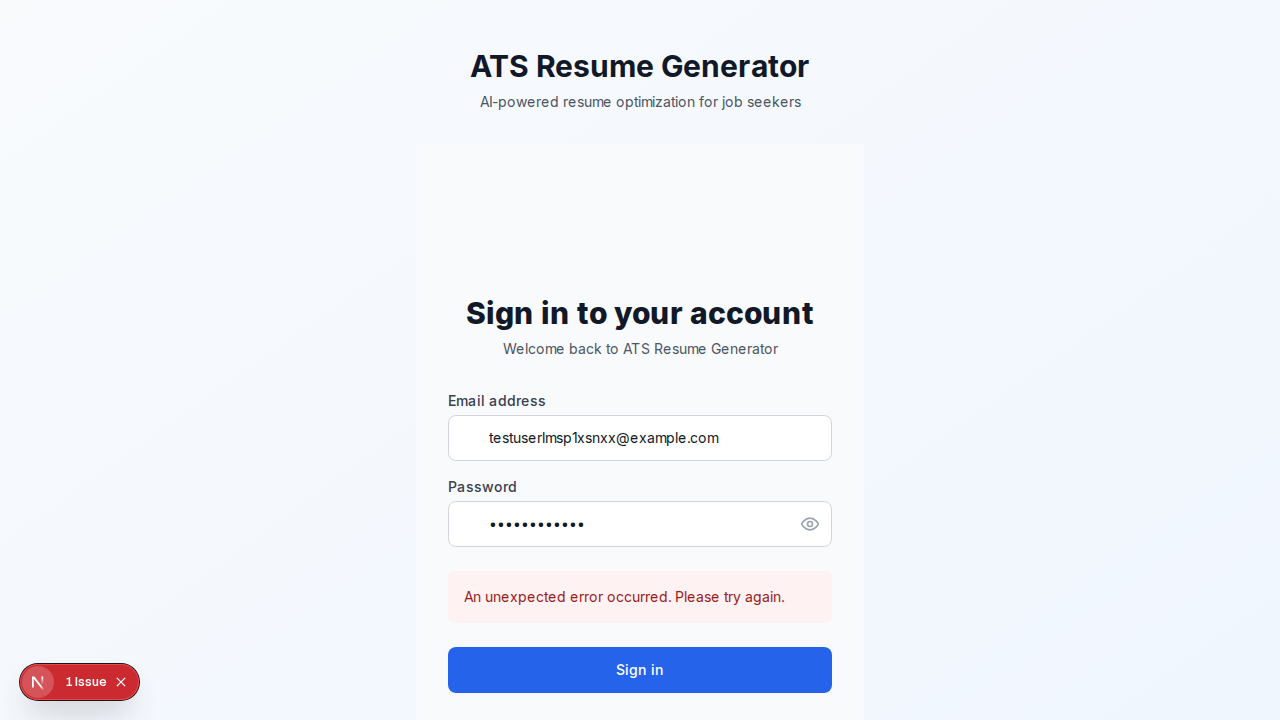 ATS Resume Generator
AI-powered resume optimization for job seekers
Sign in to your account
Welcome back to ATS Resume Generator
Email address
testuserlmsp1xsnxx@example.com
Password
••••••••••••
An unexpected error occurred. Please try again.
Sign in
N 1 Issue